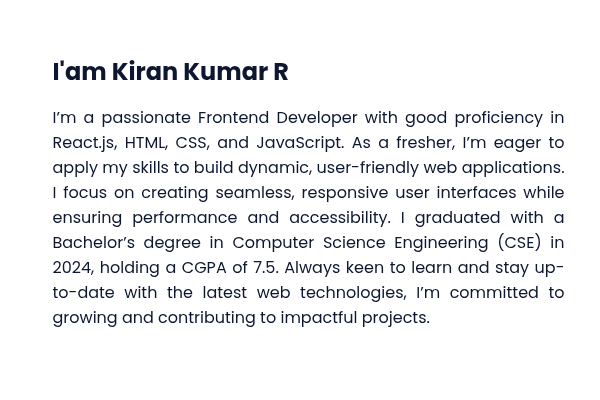 I'am Kiran Kumar R
I’m a passionate Frontend Developer with good proficiency in
React.js, HTML, CSS, and JavaScript. As a fresher, I’m eager to
apply my skills to build dynamic, user-friendly web applications.
I focus on creating seamless, responsive user interfaces while
ensuring performance and accessibility. I graduated with a
Bachelor’s degree in Computer Science Engineering (CSE) in
2024, holding a CGPA of 7.5. Always keen to learn and stay up-
to-date with the latest web technologies, I’m committed to
growing and contributing to impactful projects.